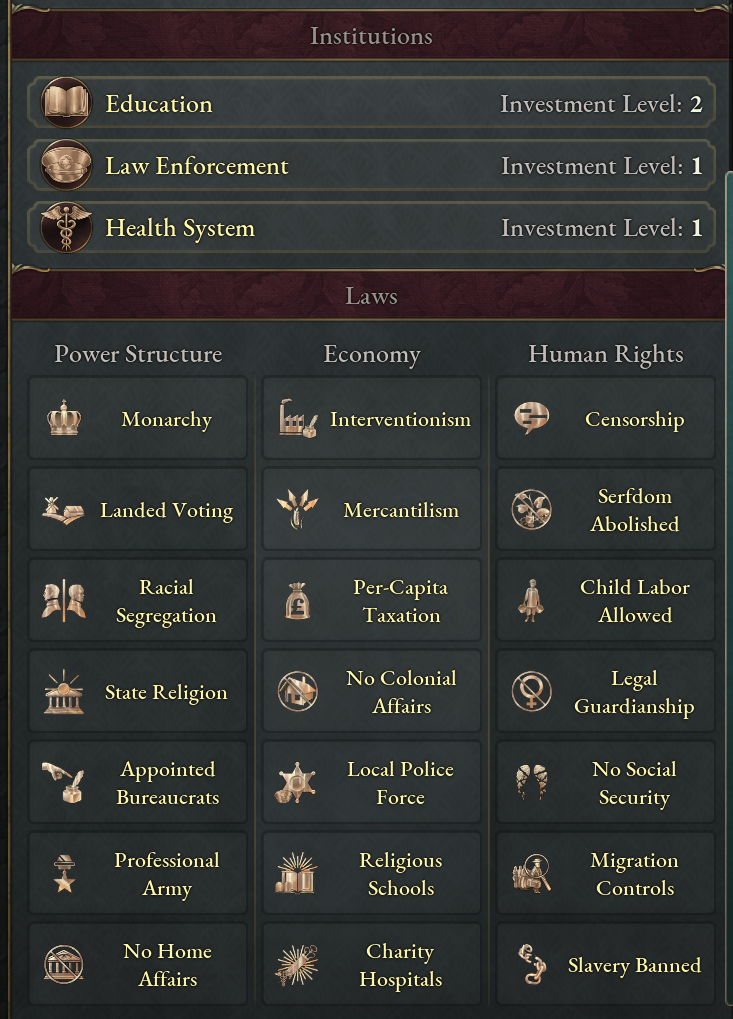 Institutions
Education Investment Level: 2
Law Enforcement Investment Level: 1
Health System Investment Level: 1
Laws
Power Structure Economy Human Rights
Monarchy Interventionism Censorship
Landed Voting Mercantilism Serfdom
Abolished
Racial
Segregation
Per-Capita
Taxation
Child Labor
Allowed
State Religion
No Colonial
Affairs
Legal
Guardianship
Appointed
Bureaucrats
Local Police
Force
No Social
Security
Professional
Army
Religious
Schools
Migration
Controls
No Home
Affairs
Charity
Hospitals
Slavery Banned